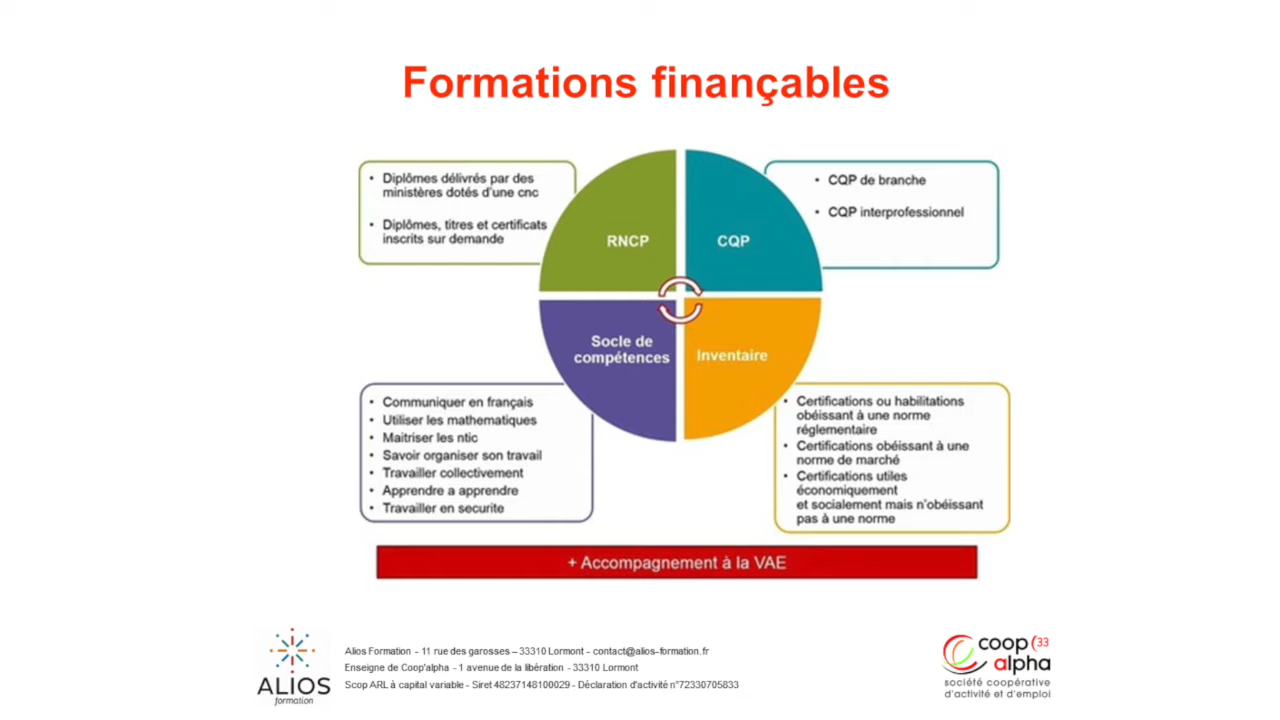 Formations finançables
• Diplômes délivrés par des
ministères dotés d'une cnc
• Diplômes, titres et certificats
inscrits sur demande
RNCP
CQP
• CQP de branche
• CQP interprofessionnel
Socle de
compétences
Inventaire
• Communiquer en français
• Utiliser les mathematiques
• Maitriser les ntic
• Savoir organiser son travail
• Travailler collectivement
• Apprendre a apprendre
• Travailler en securite
• Certifications ou habilitations
obéissant à une norme
réglementaire
• Certifications obéissant à une
norme de marché
• Certifications utiles
économiquement
et socialement mais n'obéissant
pas à une norme
+ Accompagnement à la VAE
ALIOS
formation
Alios Formation - 11 rue des garosses – 33310 Lormont - contact@alios-formation.fr
Enseigne de Coop'alpha - 1 avenue de la libération - 33310 Lormont
Scop ARL à capital variable - Siret 48237148100029 - Déclaration d'activité n°72330705833
coop (33
alpha
société coopérative
d'activité et d'emploi